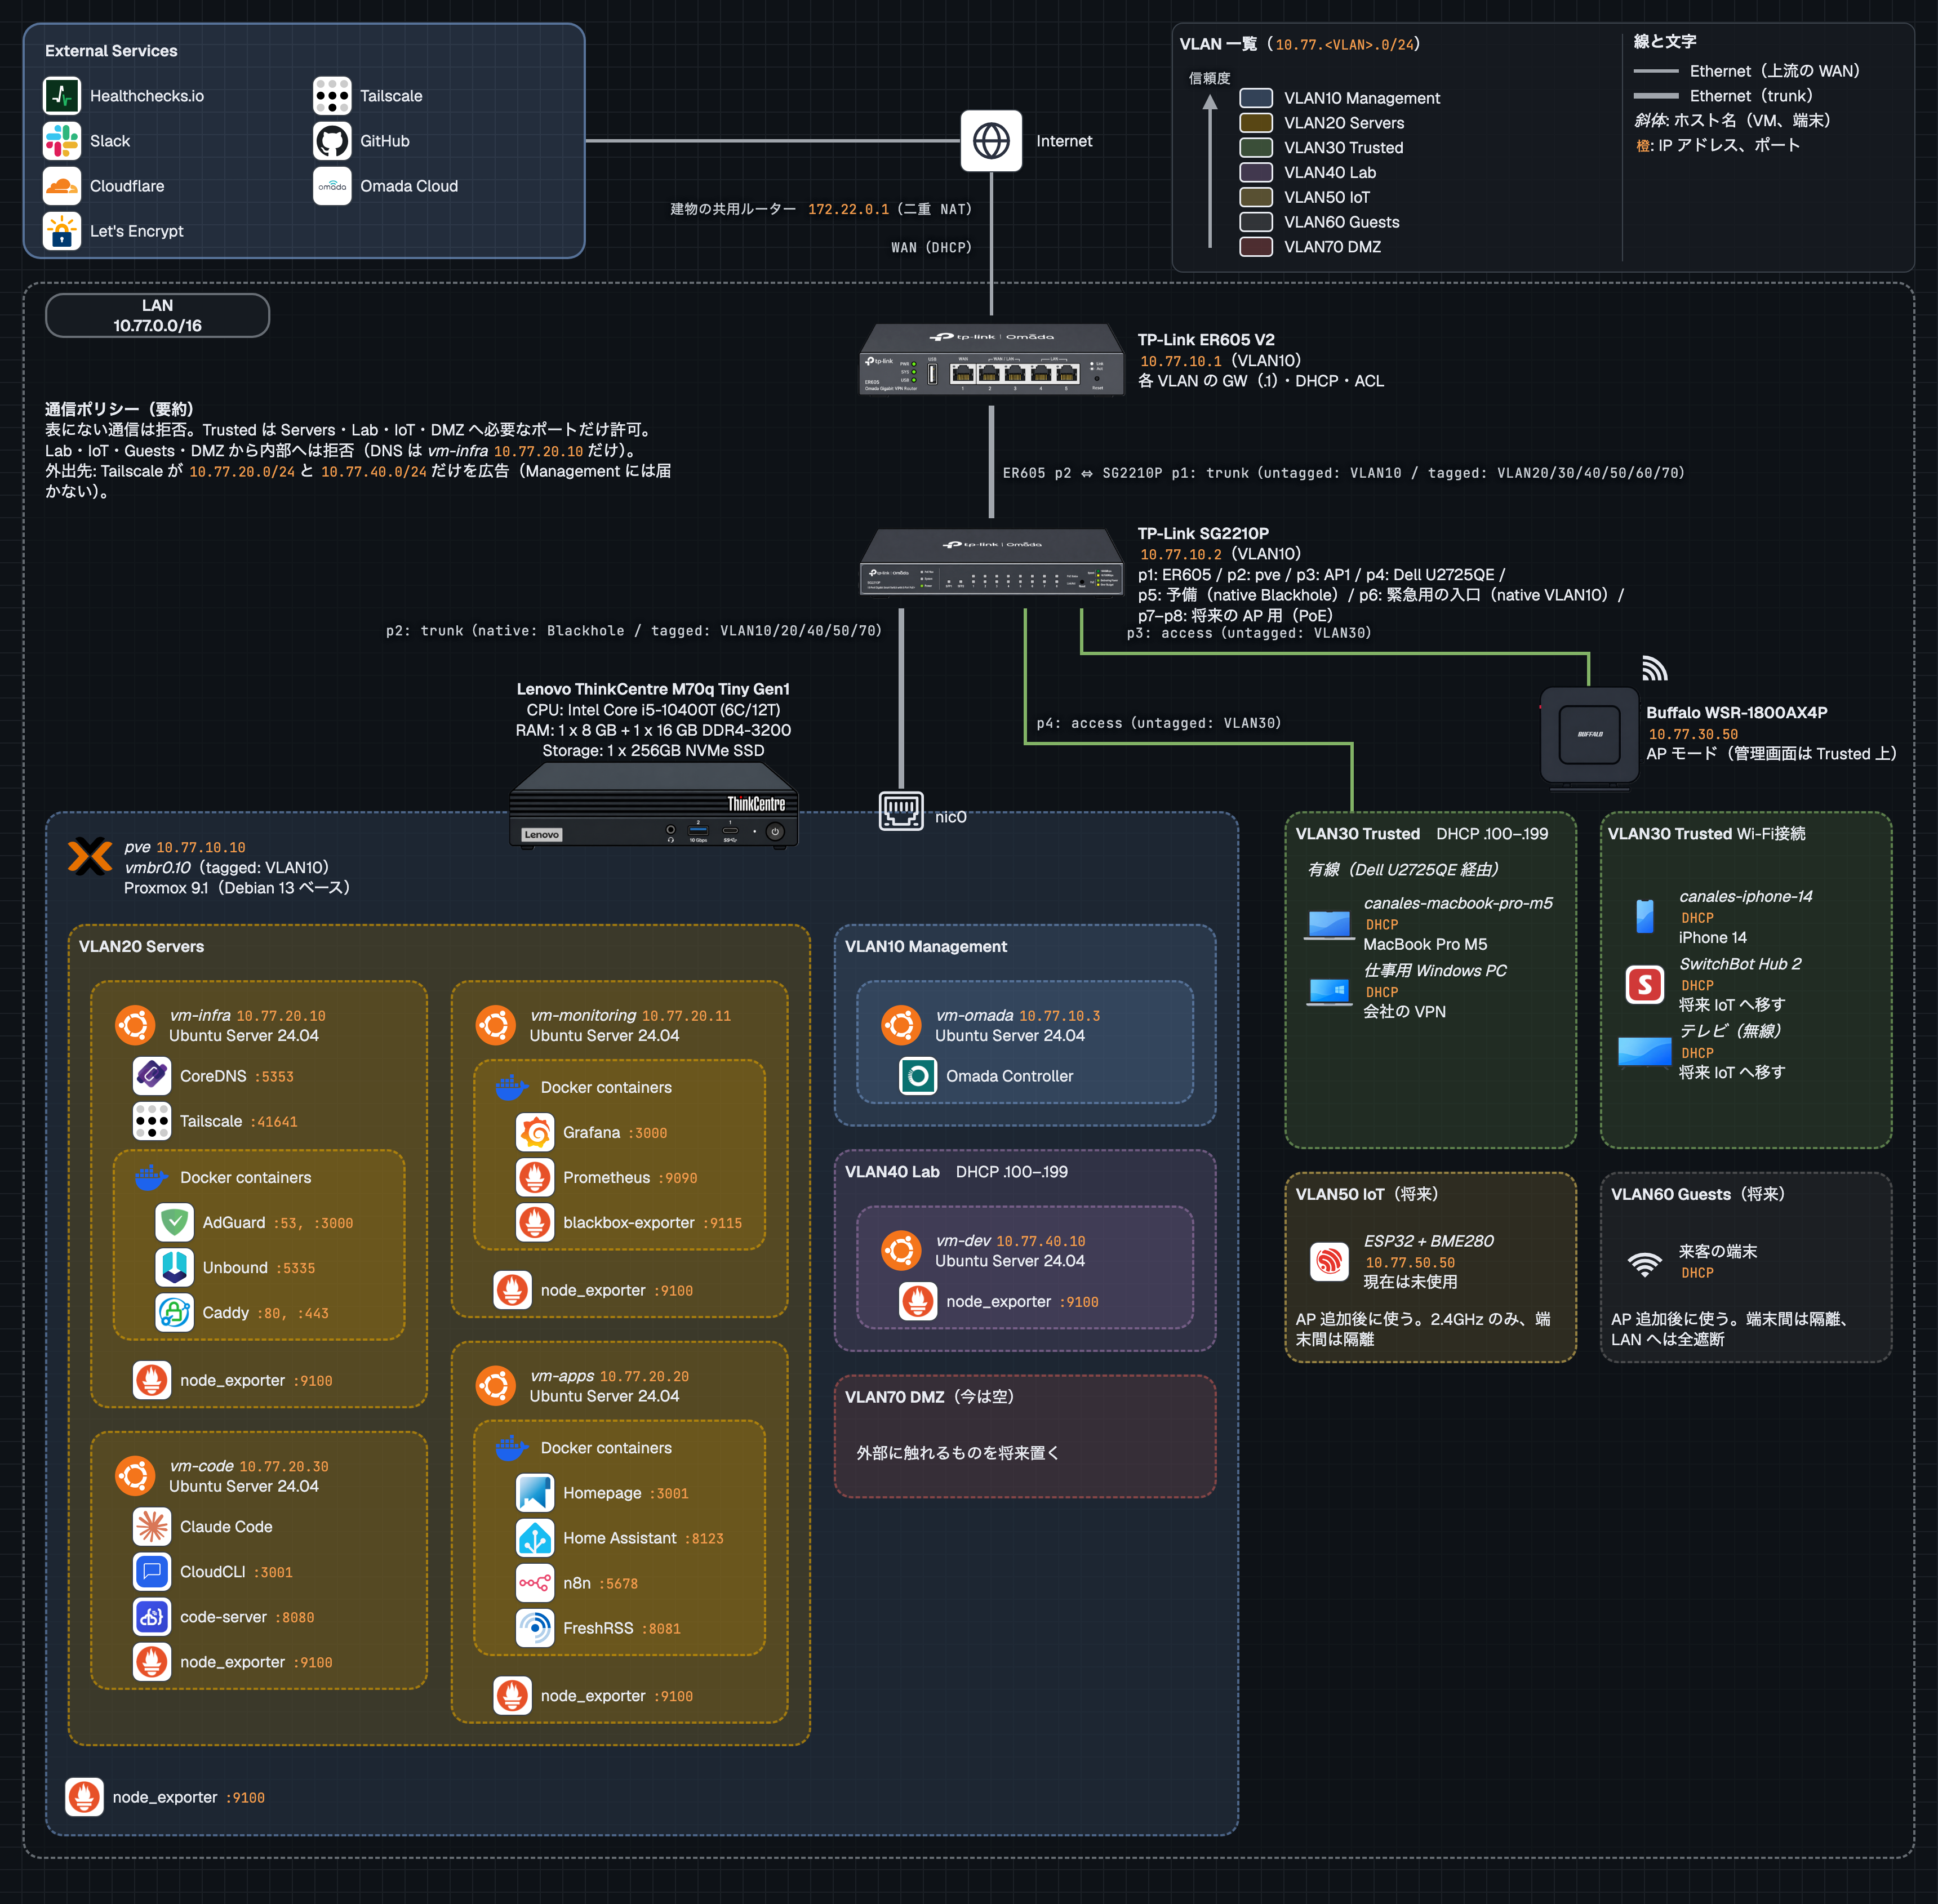 External Services
Healthchecks.io
Tailscale
Slack
GitHub
Cloudflare
omada
Omada Cloud
Let's Encrypt
Internet
建物の共用ルーター 172.22.0.1（二重 NAT）
WAN（DHCP）
VLAN 一覧（10.77.<VLAN>.0/24）
信頼度
VLAN10 Management
VLAN20 Servers
VLAN30 Trusted
VLAN40 Lab
VLAN50 IoT
VLAN60 Guests
VLAN70 DMZ
線と文字
Ethernet（上流の WAN）
Ethernet（trunk）
斜体: ホスト名（VM、端末）
橙: IP アドレス、ポート
LAN
10.77.0.0/16
通信ポリシー（要約）
表にない通信は拒否。Trusted は Servers・Lab・IoT・DMZ へ必要なポートだけ許可。
Lab・IoT・Guests・DMZ から内部へは拒否（DNS は vm-infra 10.77.20.10 だけ）。
外出先: Tailscale が 10.77.20.0/24 と 10.77.40.0/24 だけを広告（Management には届
かない）。
tp-link | Omada
tp-link
ER605
TP-Link ER605 V2
10.77.10.1（VLAN10）
各 VLAN の GW（.1）・DHCP・ACL
ER605 p2 ⇔ SG2210P p1: trunk（untagged: VLAN10 / tagged: VLAN20/30/40/50/60/70）
tp-link | Omada
TP-Link SG2210P
10.77.10.2（VLAN10）
p1: ER605 / p2: pve / p3: AP1 / p4: Dell U2725QE /
p5: 予備（native Blackhole）/ p6: 緊急用の入口（native VLAN10）/
p7–p8: 将来の AP 用（PoE）
p3: access（untagged: VLAN30）
p2: trunk（native: Blackhole / tagged: VLAN10/20/40/50/70）
p4: access（untagged: VLAN30）
Lenovo ThinkCentre M70q Tiny Gen1
CPU: Intel Core i5-10400T (6C/12T)
RAM: 1 x 8 GB + 1 x 16 GB DDR4-3200
Storage: 1 x 256GB NVMe SSD
ThinkCentre
Lenovo
nic0
BUFFALO
Buffalo WSR-1800AX4P
10.77.30.50
AP モード（管理画面は Trusted 上）
pve 10.77.10.10
vmbr0.10（tagged: VLAN10）
Proxmox 9.1（Debian 13 ベース）
VLAN20 Servers
vm-infra 10.77.20.10
Ubuntu Server 24.04
CoreDNS :5353
Tailscale :41641
Docker containers
AdGuard :53, :3000
Unbound :5335
Caddy :80, :443
node_exporter :9100
vm-code 10.77.20.30
Ubuntu Server 24.04
Claude Code
CloudCLI :3001
code-server :8080
node_exporter :9100
vm-monitoring 10.77.20.11
Ubuntu Server 24.04
Docker containers
Grafana :3000
Prometheus :9090
blackbox-exporter :9115
node_exporter :9100
vm-apps 10.77.20.20
Ubuntu Server 24.04
Docker containers
Homepage :3001
Home Assistant :8123
n8n :5678
FreshRSS :8081
node_exporter :9100
node_exporter :9100
VLAN10 Management
vm-omada 10.77.10.3
Ubuntu Server 24.04
Omada Controller
VLAN40 Lab DHCP .100–.199
vm-dev 10.77.40.10
Ubuntu Server 24.04
node_exporter :9100
VLAN70 DMZ（今は空）
外部に触れるものを将来置く
VLAN30 Trusted DHCP .100–.199
有線（Dell U2725QE 経由）
canales-macbook-pro-m5
DHCP
MacBook Pro M5
仕事用 Windows PC
DHCP
会社の VPN
VLAN30 Trusted Wi-Fi接続
canales-iphone-14
DHCP
iPhone 14
SwitchBot Hub 2
DHCP
将来 IoT へ移す
テレビ（無線）
DHCP
将来 IoT へ移す
VLAN50 IoT（将来）
ESP32 + BME280
10.77.50.50
現在は未使用
AP 追加後に使う。2.4GHz のみ、端
末間は隔離
VLAN60 Guests（将来）
来客の端末
DHCP
AP 追加後に使う。端末間は隔離、
LAN へは全遮断